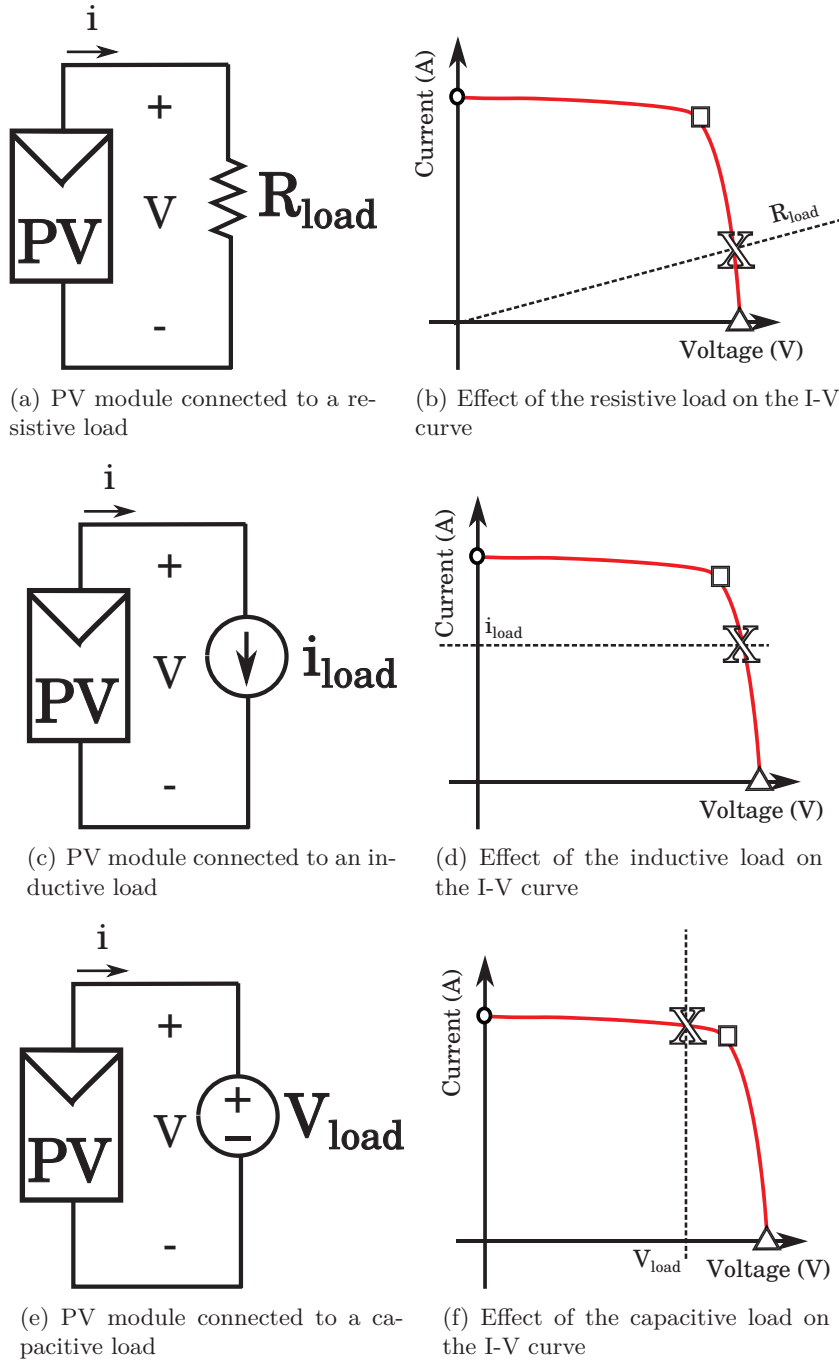 i
+
PV
V
R_load
-
Current (A)
R_load
X
Voltage (V)
(a) PV module connected to a re-
sistive load
(b) Effect of the resistive load on the I-V
curve
i
+
PV
V
i_load
-
Current (A)
i_load
X
Voltage (V)
(c) PV module connected to an in-
ductive load
(d) Effect of the inductive load on
the I-V curve
i
+
PV
V
+
-
V_load
-
Current (A)
X
V_load
Voltage (V)
(e) PV module connected to a ca-
pacitive load
(f) Effect of the capacitive load on
the I-V curve